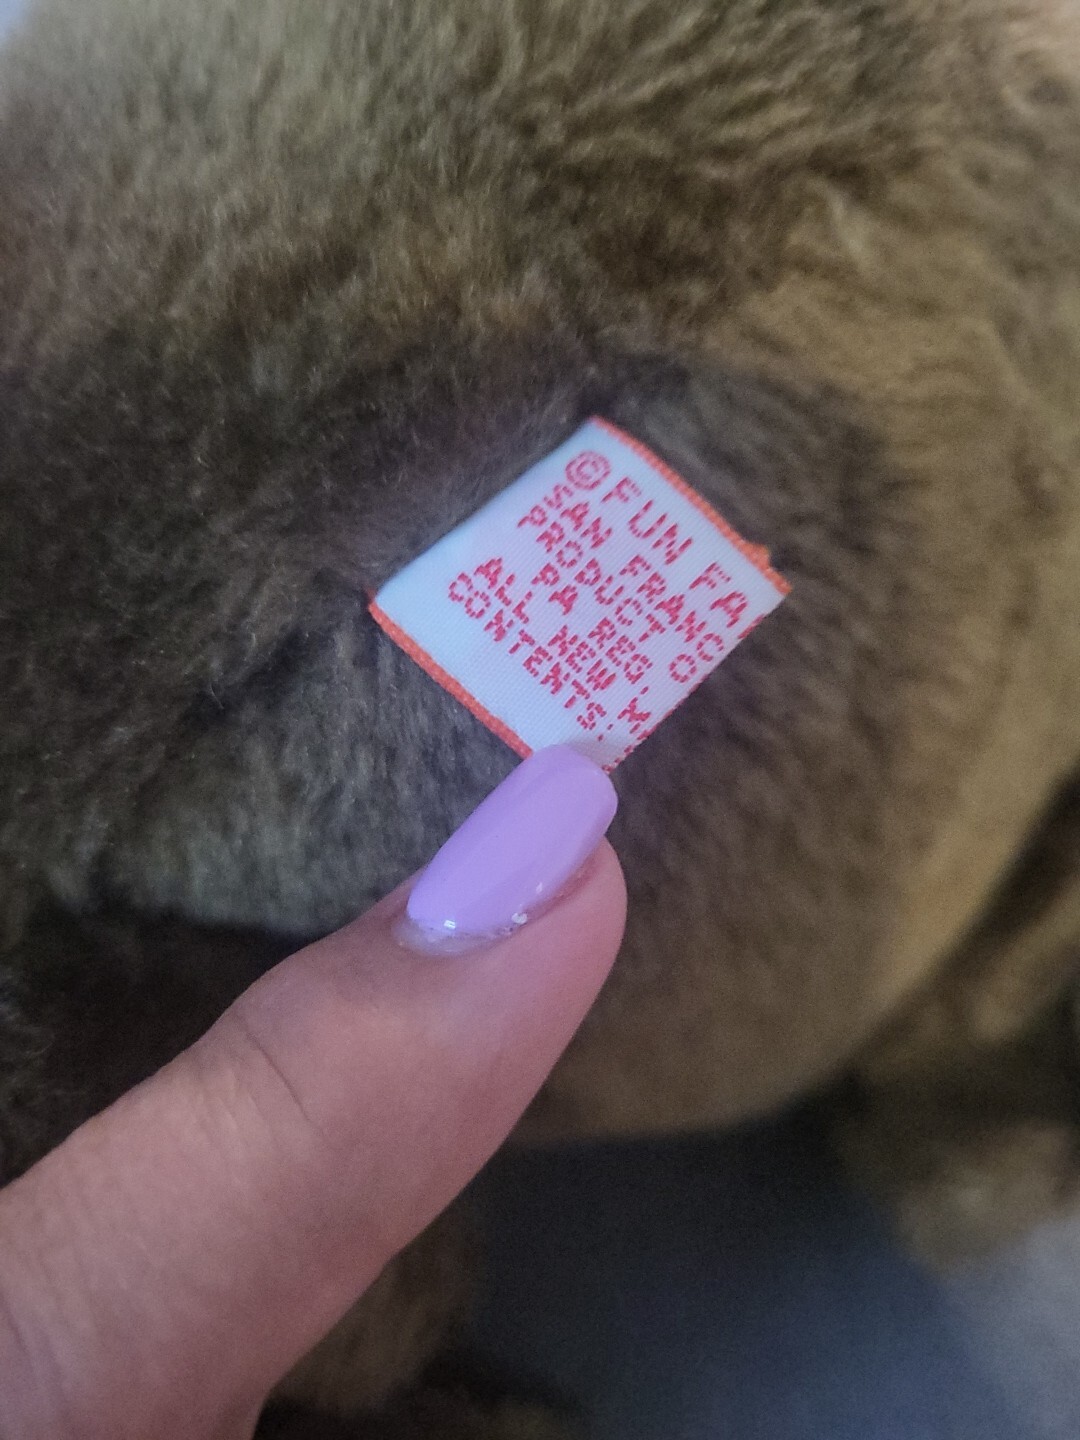 © FUN FA
SAN FRANC
PRODUCT O
PA REG. 
ALL NEW M
CONTENTS: